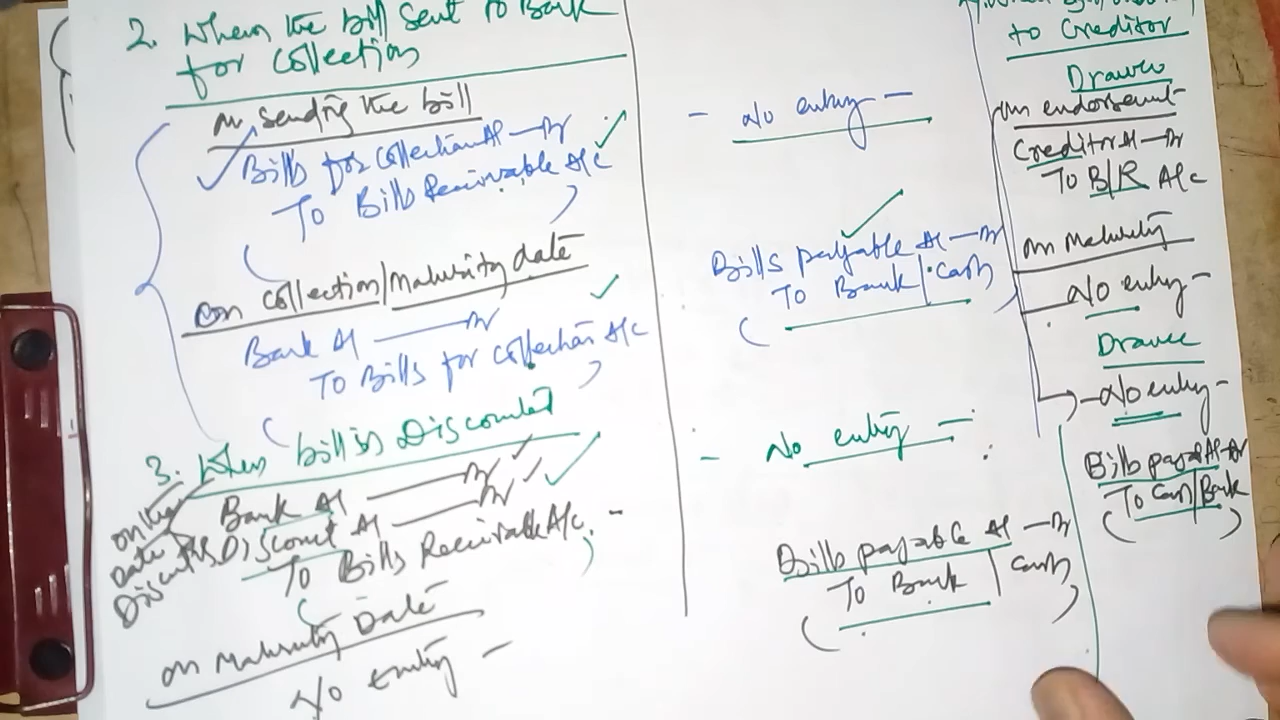 2. When the bill sent to Bank
for collection
on sending the bill
Bills for collection A/c — Dr
To Bills Receivable A/c
on collection/maturity date
Bank A/c — Dr
To Bills for collection A/c
3. When bill is Discounted
on the
date
Bank A/c — Dr
Discount A/c — Dr
To Bills Receivable A/c.
on Maturity Date
No entry —
- No entry -
Bills payable A/c — Dr
To Bank / cash
- No entry -
Bills payable A/c — Dr
To Bank / cash
to Creditor
Drawer
on endorsement
Creditor A/c — Dr
To B/R A/c
on Maturity
No entry -
Drawee
- No entry -
Bills payable A/c Dr
To Cash/Bank